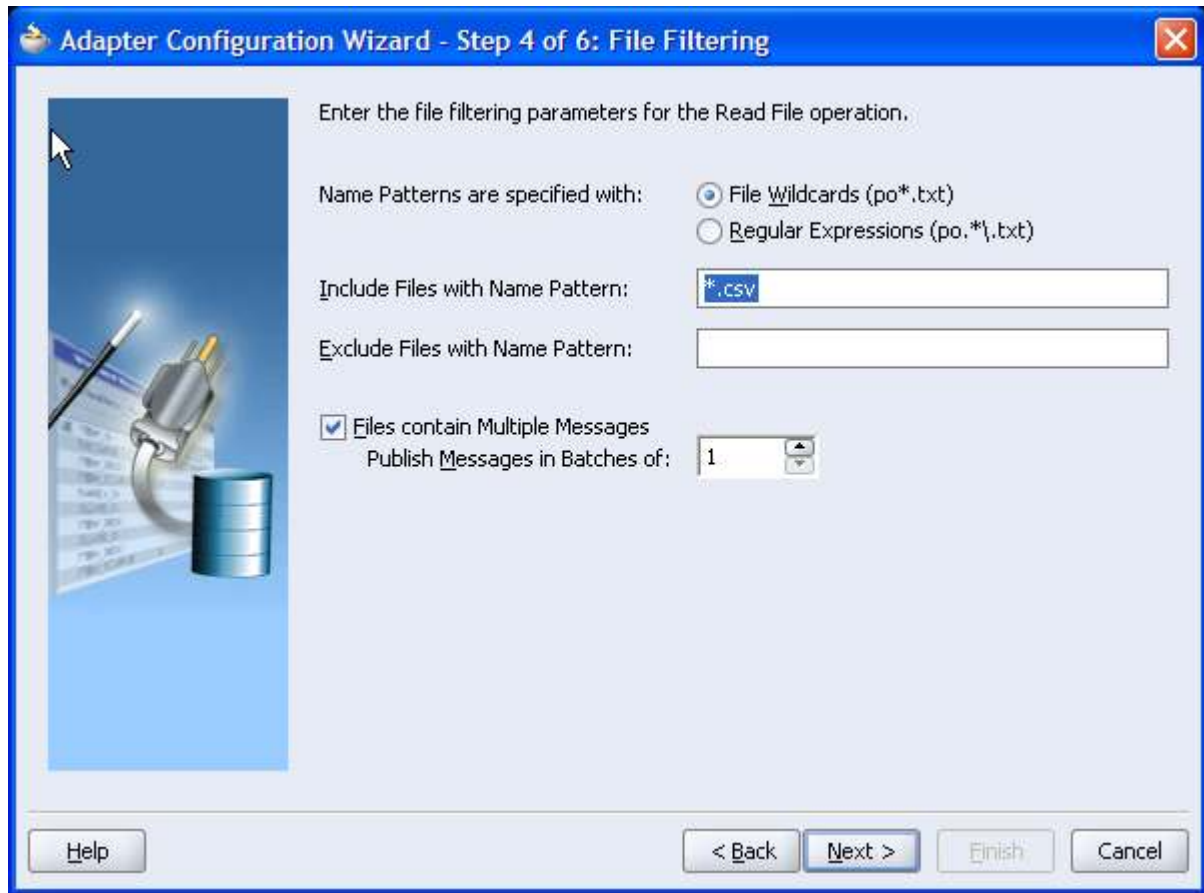 Adapter Configuration Wizard - Step 4 of 6: File Filtering
Enter the file filtering parameters for the Read File operation.
Name Patterns are specified with:
File Wildcards (po*.txt)
Regular Expressions (po.*\.txt)
Include Files with Name Pattern:
*.csv
Exclude Files with Name Pattern:
Files contain Multiple Messages
Publish Messages in Batches of:
1
Help
< Back
Next >
Finish
Cancel